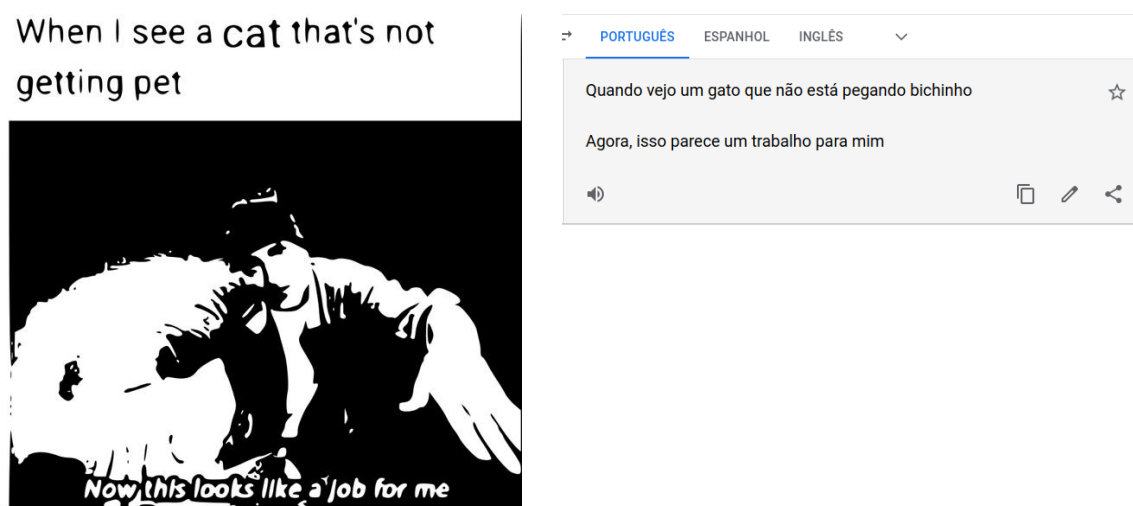 When I see a cat that's not
getting pet
Now this looks like a job for me
PORTUGUÊS ESPANHOL INGLÊS
Quando vejo um gato que não está pegando bichinho
Agora, isso parece um trabalho para mim